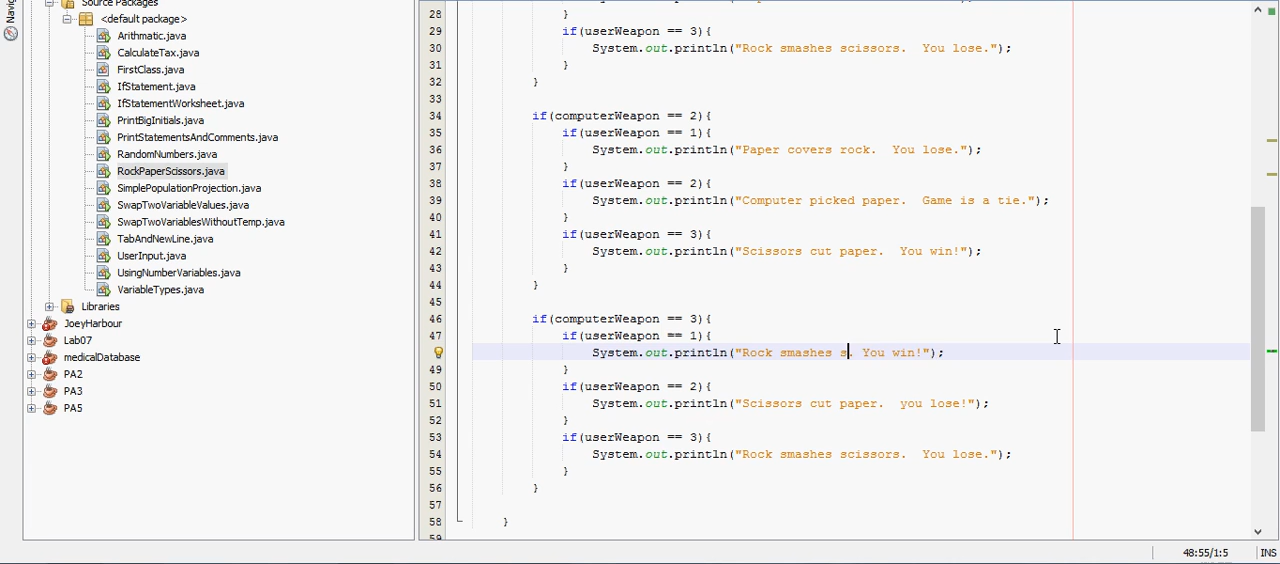 Navig
Source Packages
<default package>
Arithmatic.java
CalculateTax.java
FirstClass.java
IfStatement.java
IfStatementWorksheet.java
PrintBigInitials.java
PrintStatementsAndComments.java
RandomNumbers.java
RockPaperScissors.java
SimplePopulationProjection.java
SwapTwoVariableValues.java
SwapTwoVariablesWithoutTemp.java
TabAndNewLine.java
UserInput.java
UsingNumberVariables.java
VariableTypes.java
Libraries
JoeyHarbour
Lab07
medicalDatabase
PA2
PA3
PA5
28 }
29 if(userWeapon == 3){
30 System.out.println("Rock smashes scissors.  You lose.");
31 }
32 }
33
34 if(computerWeapon == 2){
35 if(userWeapon == 1){
36 System.out.println("Paper covers rock.  You lose.");
37 }
38 if(userWeapon == 2){
39 System.out.println("Computer picked paper.  Game is a tie.");
40 }
41 if(userWeapon == 3){
42 System.out.println("Scissors cut paper.  You win!");
43 }
44 }
45
46 if(computerWeapon == 3){
47 if(userWeapon == 1){
System.out.println("Rock smashes s. You win!");
49 }
50 if(userWeapon == 2){
51 System.out.println("Scissors cut paper.  you lose!");
52 }
53 if(userWeapon == 3){
54 System.out.println("Rock smashes scissors.  You lose.");
55 }
56 }
57
58 }
59
48:55/1:5 INS